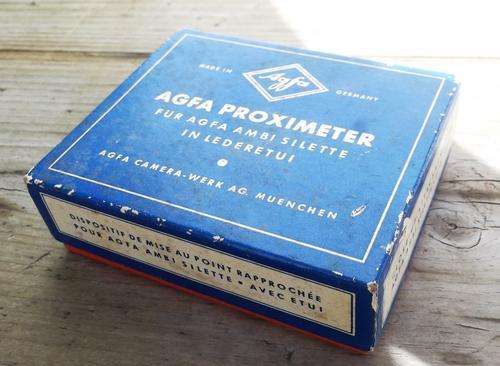 MADE IN
Agfa
GERMANY
AGFA PROXIMETER
FÜR AGFA AMBI SILETTE
IN LEDERETUI
AGFA CAMERA-WERK AG. MUENCHEN
DISPOSITIF DE MISE AU POINT RAPPROCHÉE
POUR AGFA AMBI SILETTE • AVEC ÉTUI